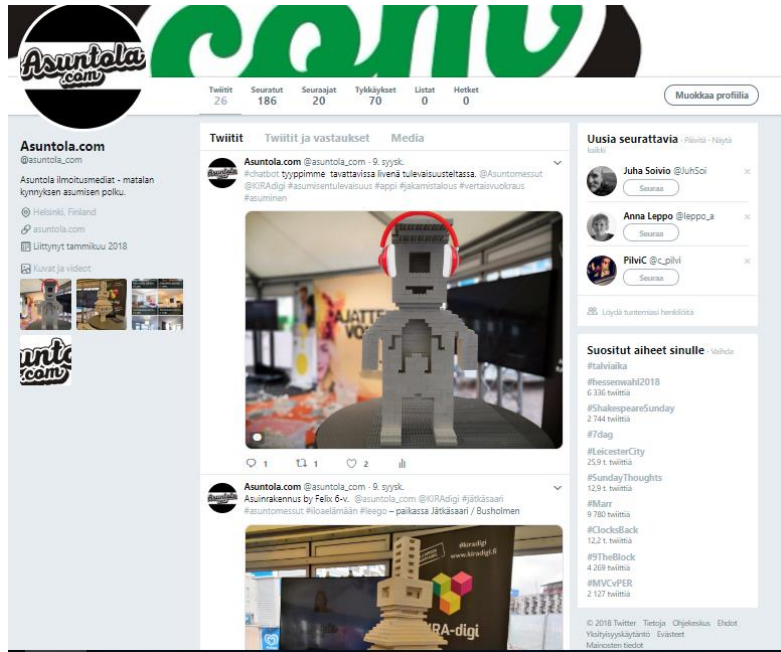 Asuntola
.com
Twiitit
26
Seuratut
186
Seuraajat
20
Tykkäykset
70
Listat
0
Hetket
0
Muokkaa profiilia
Asuntola.com
@asuntola_com
Asuntola ilmoitusmediat - matalan
kynnyksen asumisen polku.
Helsinki, Finland
asuntola.com
Liittynyt tammikuu 2018
Kuvat ja videot
Twiitit Twiitit ja vastaukset Media
Asuntola.com @asuntola_com · 9. syysk.
#chatbot tyyppimme tavattavissa livenä tulevaisuusteltassa. @Asuntomessut
@KIRAdigi #asumisentulevaisuus #appi #jakamistalous #vertaisvuokraus
#asuminen
AJATTE
VO
1 1 2
Asuntola.com @asuntola_com · 9. syysk.
Asuinrakennus by Felix 6-v. @asuntola_com @KIRAdigi #jätkäsaari
#asuntomessut #iloaelämään #leego – paikassa Jätkäsaari / Busholmen
#kiradigi
www.kiradigi.fi
RA-digi
Uusia seurattavia · Päivitä · Näytä
kaikki
Juha Soivio @JuhSoi
Seuraa
Anna Leppo @leppo_a
Seuraa
PilviC @c_pilvi
Seuraa
Löydä tuntemiasi henkilöitä
Suositut aiheet sinulle · Vaihda
#talviaika
#hessenwahl2018
6 336 twiittiä
#ShakespeareSunday
2 744 twiittiä
#7dag
#LeicesterCity
25,9 t. twiittiä
#SundayThoughts
12,9 t. twiittiä
#Marr
9 780 twiittiä
#ClocksBack
12,2 t. twiittiä
#9TheBlock
4 269 twiittiä
#MVCvPER
2 127 twiittiä
© 2018 Twitter Tietoja Ohjekeskus Ehdot
Yksityisyyskäytäntö Evästeet
Mainosten tiedot